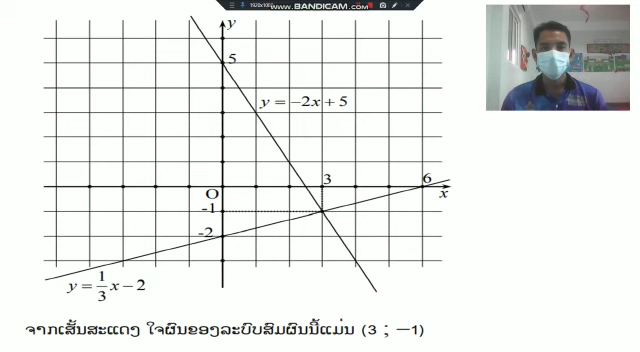 1920x1080
www.BANDICAM.com
y
5
y = −2x + 5
3
6
O
x
-1
-2
y = 1/3 x − 2
ຈາກເສັ້ນສະແດງ ໃຈຜົນຂອງລະບົບສົມຜົນນີ້ແມ່ນ (3 ; −1)